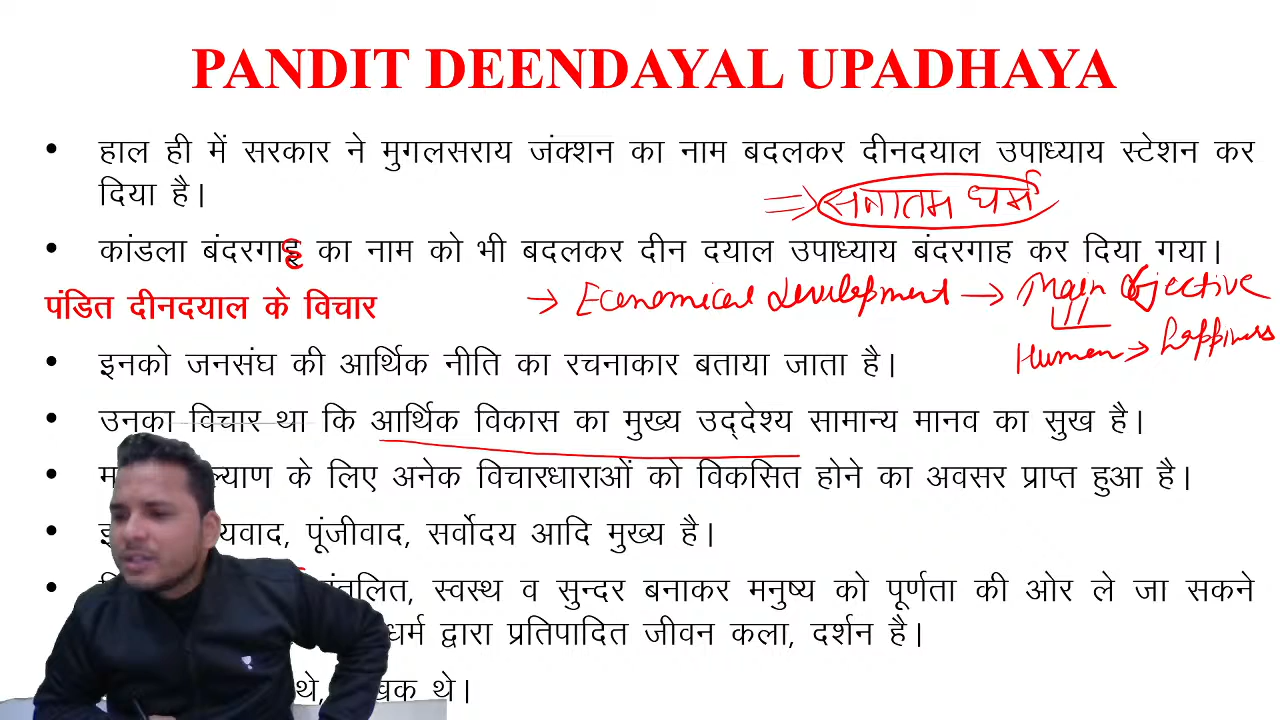 PANDIT DEENDAYAL UPADHAYA
• हाल ही में सरकार ने मुगलसराय जंक्शन का नाम बदलकर दीनदयाल उपाध्याय स्टेशन कर
दिया है।
⇒ सनातम धर्म
• कांडला बंदरगाह का नाम को भी बदलकर दीन दयाल उपाध्याय बंदरगाह कर दिया गया।
पंडित दीनदयाल के विचार
→ Economical development → Main objective
Human → happiness
• इनको जनसंघ की आर्थिक नीति का रचनाकार बताया जाता है।
• उनका विचार था कि आर्थिक विकास का मुख्य उद्देश्य सामान्य मानव का सुख है।
के लिए अनेक विचारधाराओं को विकसित होने का अवसर प्राप्त हुआ है।
पूंजीवाद, सर्वोदय आदि मुख्य है।
स्वस्थ व सुन्दर बनाकर मनुष्य को पूर्णता की ओर ले जा सकने
द्वारा प्रतिपादित जीवन कला, दर्शन है।
थे, थे।